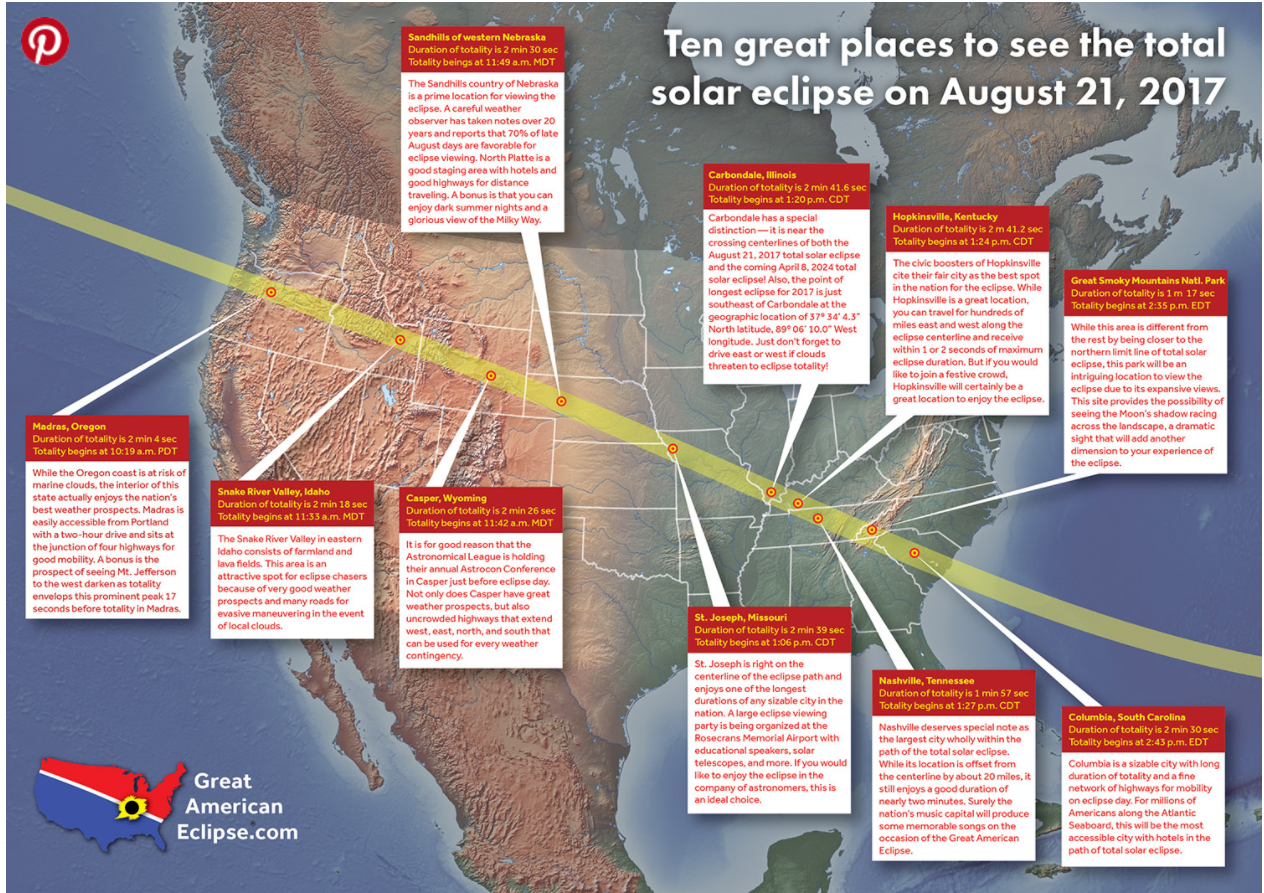 Ten great places to see the total
solar eclipse on August 21, 2017
Sandhills of western Nebraska
Duration of totality is 2 min 30 sec
Totality beings at 11:49 a.m. MDT
The Sandhills country of Nebraska
is a prime location for viewing the
eclipse. A careful weather
observer has taken notes over 20
years and reports that 70% of late
August days are favorable for
eclipse viewing. North Platte is a
good staging area with hotels and
good highways for distance
traveling. A bonus is that you can
enjoy dark summer nights and a
glorious view of the Milky Way.
Carbondale, Illinois
Duration of totality is 2 min 41.6 sec
Totality begins at 1:20 p.m. CDT
Carbondale has a special
distinction — it is near the
crossing centerlines of both the
August 21, 2017 total solar eclipse
and the coming April 8, 2024 total
solar eclipse! Also, the point of
longest eclipse for 2017 is just
southeast of Carbondale at the
geographic location of 37º 34' 4.3"
North latitude, 89º 06' 10.0" West
longitude. Just don't forget to
drive east or west if clouds
threaten to eclipse totality!
Hopkinsville, Kentucky
Duration of totality is 2 m 41.2 sec
Totality begins at 1:24 p.m. CDT
The civic boosters of Hopkinsville
cite their fair city as the best spot
in the nation for the eclipse. While
Hopkinsville is a great location,
you can travel for hundreds of
miles east and west along the
eclipse centerline and receive
within 1 or 2 seconds of maximum
eclipse duration. But if you would
like to join a festive crowd,
Hopkinsville will certainly be a
great location to enjoy the eclipse.
Great Smoky Mountains Natl. Park
Duration of totality is 1 m 17 sec
Totality begins at 2:35 p.m. EDT
While this area is different from
the rest by being closer to the
northern limit line of total solar
eclipse, this park will be an
intriguing location to view the
eclipse due to its expansive views.
This site provides the possibility of
seeing the Moon's shadow racing
across the landscape, a dramatic
sight that will add another
dimension to your experience of
the eclipse.
Madras, Oregon
Duration of totality is 2 min 4 sec
Totality begins at 10:19 a.m. PDT
While the Oregon coast is at risk of
marine clouds, the interior of this
state actually enjoys the nation's
best weather prospects. Madras is
easily accessible from Portland
with a two-hour drive and sits at
the junction of four highways for
good mobility. A bonus is the
prospect of seeing Mt. Jefferson
to the west darken as totality
envelops this prominent peak 17
seconds before totality in Madras.
Snake River Valley, Idaho
Duration of totality is 2 min 18 sec
Totality begins at 11:33 a.m. MDT
The Snake River Valley in eastern
Idaho consists of farmland and
lava fields. This area is an
attractive spot for eclipse chasers
because of very good weather
prospects and many roads for
evasive maneuvering in the event
of local clouds.
Casper, Wyoming
Duration of totality is 2 min 26 sec
Totality begins at 11:42 a.m. MDT
It is for good reason that the
Astronomical League is holding
their annual Astrocon Conference
in Casper just before eclipse day.
Not only does Casper have great
weather prospects, but also
uncrowded highways that extend
west, east, north, and south that
can be used for every weather
contingency.
St. Joseph, Missouri
Duration of totality is 2 min 39 sec
Totality begins at 1:06 p.m. CDT
St. Joseph is right on the
centerline of the eclipse path and
enjoys one of the longest
durations of any sizable city in the
nation. A large eclipse viewing
party is being organized at the
Rosecrans Memorial Airport with
educational speakers, solar
telescopes, and more. If you would
like to enjoy the eclipse in the
company of astronomers, this is
an ideal choice.
Nashville, Tennessee
Duration of totality is 1 min 57 sec
Totality begins at 1:27 p.m. CDT
Nashville deserves special note as
the largest city wholly within the
path of the total solar eclipse.
While its location is offset from
the centerline by about 20 miles, it
still enjoys a good duration of
nearly two minutes. Surely the
nation's music capital will produce
some memorable songs on the
occasion of the Great American
Eclipse.
Columbia, South Carolina
Duration of totality is 2 min 30 sec
Totality begins at 2:43 p.m. EDT
Columbia is a sizable city with long
duration of totality and a fine
network of highways for mobility
on eclipse day. For millions of
Americans along the Atlantic
Seaboard, this will be the most
accessible city with hotels in the
path of total solar eclipse.
Great
American
Eclipse.com